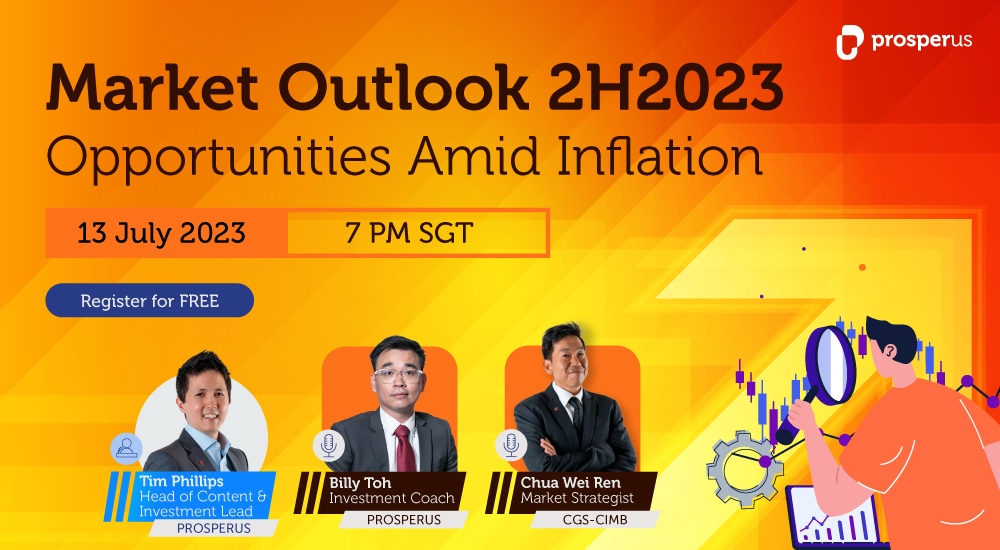 prosperus
Market Outlook 2H2023
Opportunities Amid Inflation
13 July 2023
7 PM SGT
Register for FREE
Tim Phillips
Head of Content &
Investment Lead
PROSPERUS
Billy Toh
Investment Coach
PROSPERUS
Chua Wei Ren
Market Strategist
CGS-CIMB